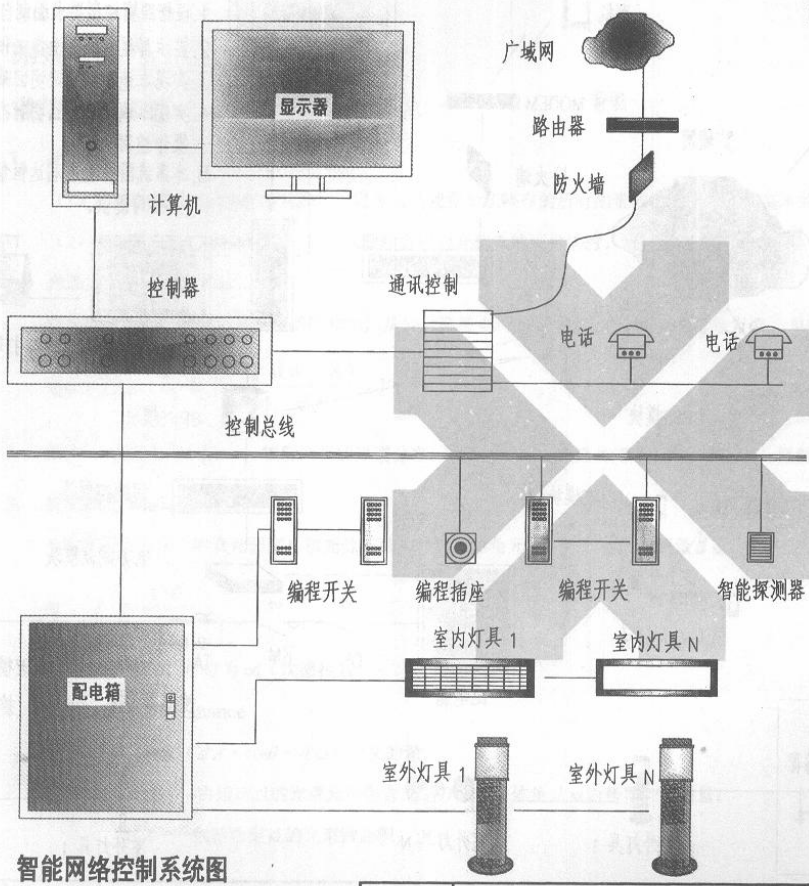 广域网
显示器
路由器
防火墙
计算机
控制器
通讯控制
电话
电话
控制总线
编程开关
编程插座
编程开关
智能探测器
室内灯具 1
室内灯具 N
配电箱
室外灯具 1
室外灯具 N
智能网络控制系统图